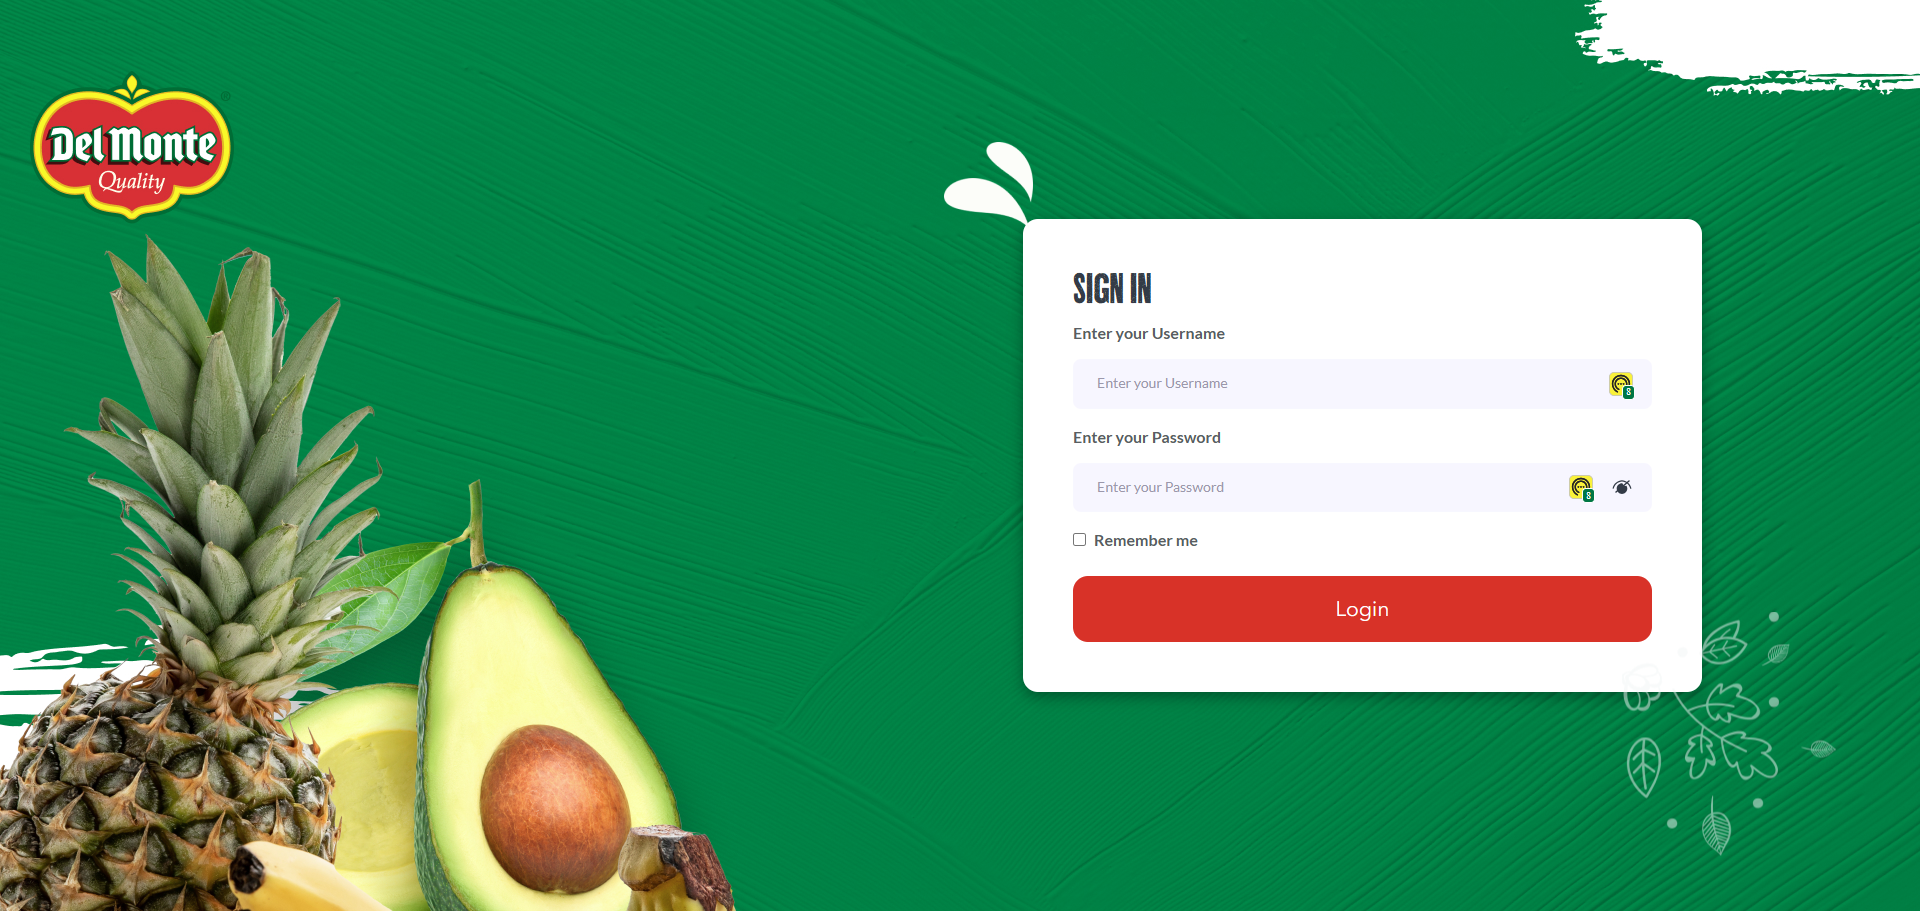 Del Monte
Quality
®
SIGN IN
Enter your Username
Enter your Username
8
Enter your Password
Enter your Password
8
Remember me
Login